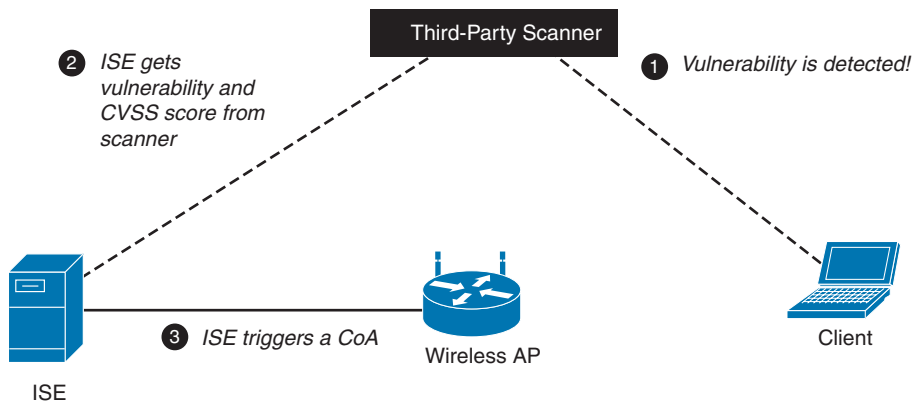 Third-Party Scanner
1 Vulnerability is detected!
2 ISE gets
vulnerability and
CVSS score from
scanner
3 ISE triggers a CoA
Wireless AP
Client
ISE